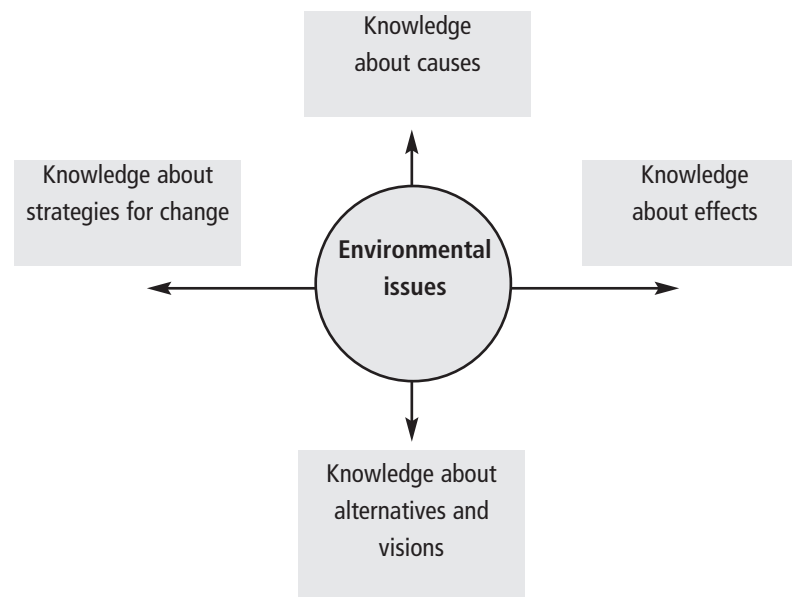 Knowledge
about causes
Knowledge about
strategies for change
Knowledge
about effects
Environmental
issues
Knowledge about
alternatives and
visions